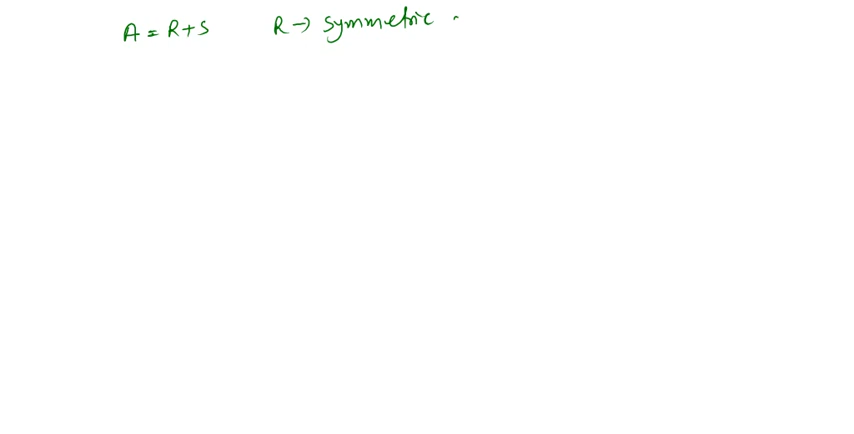 A = R + S R → symmetric